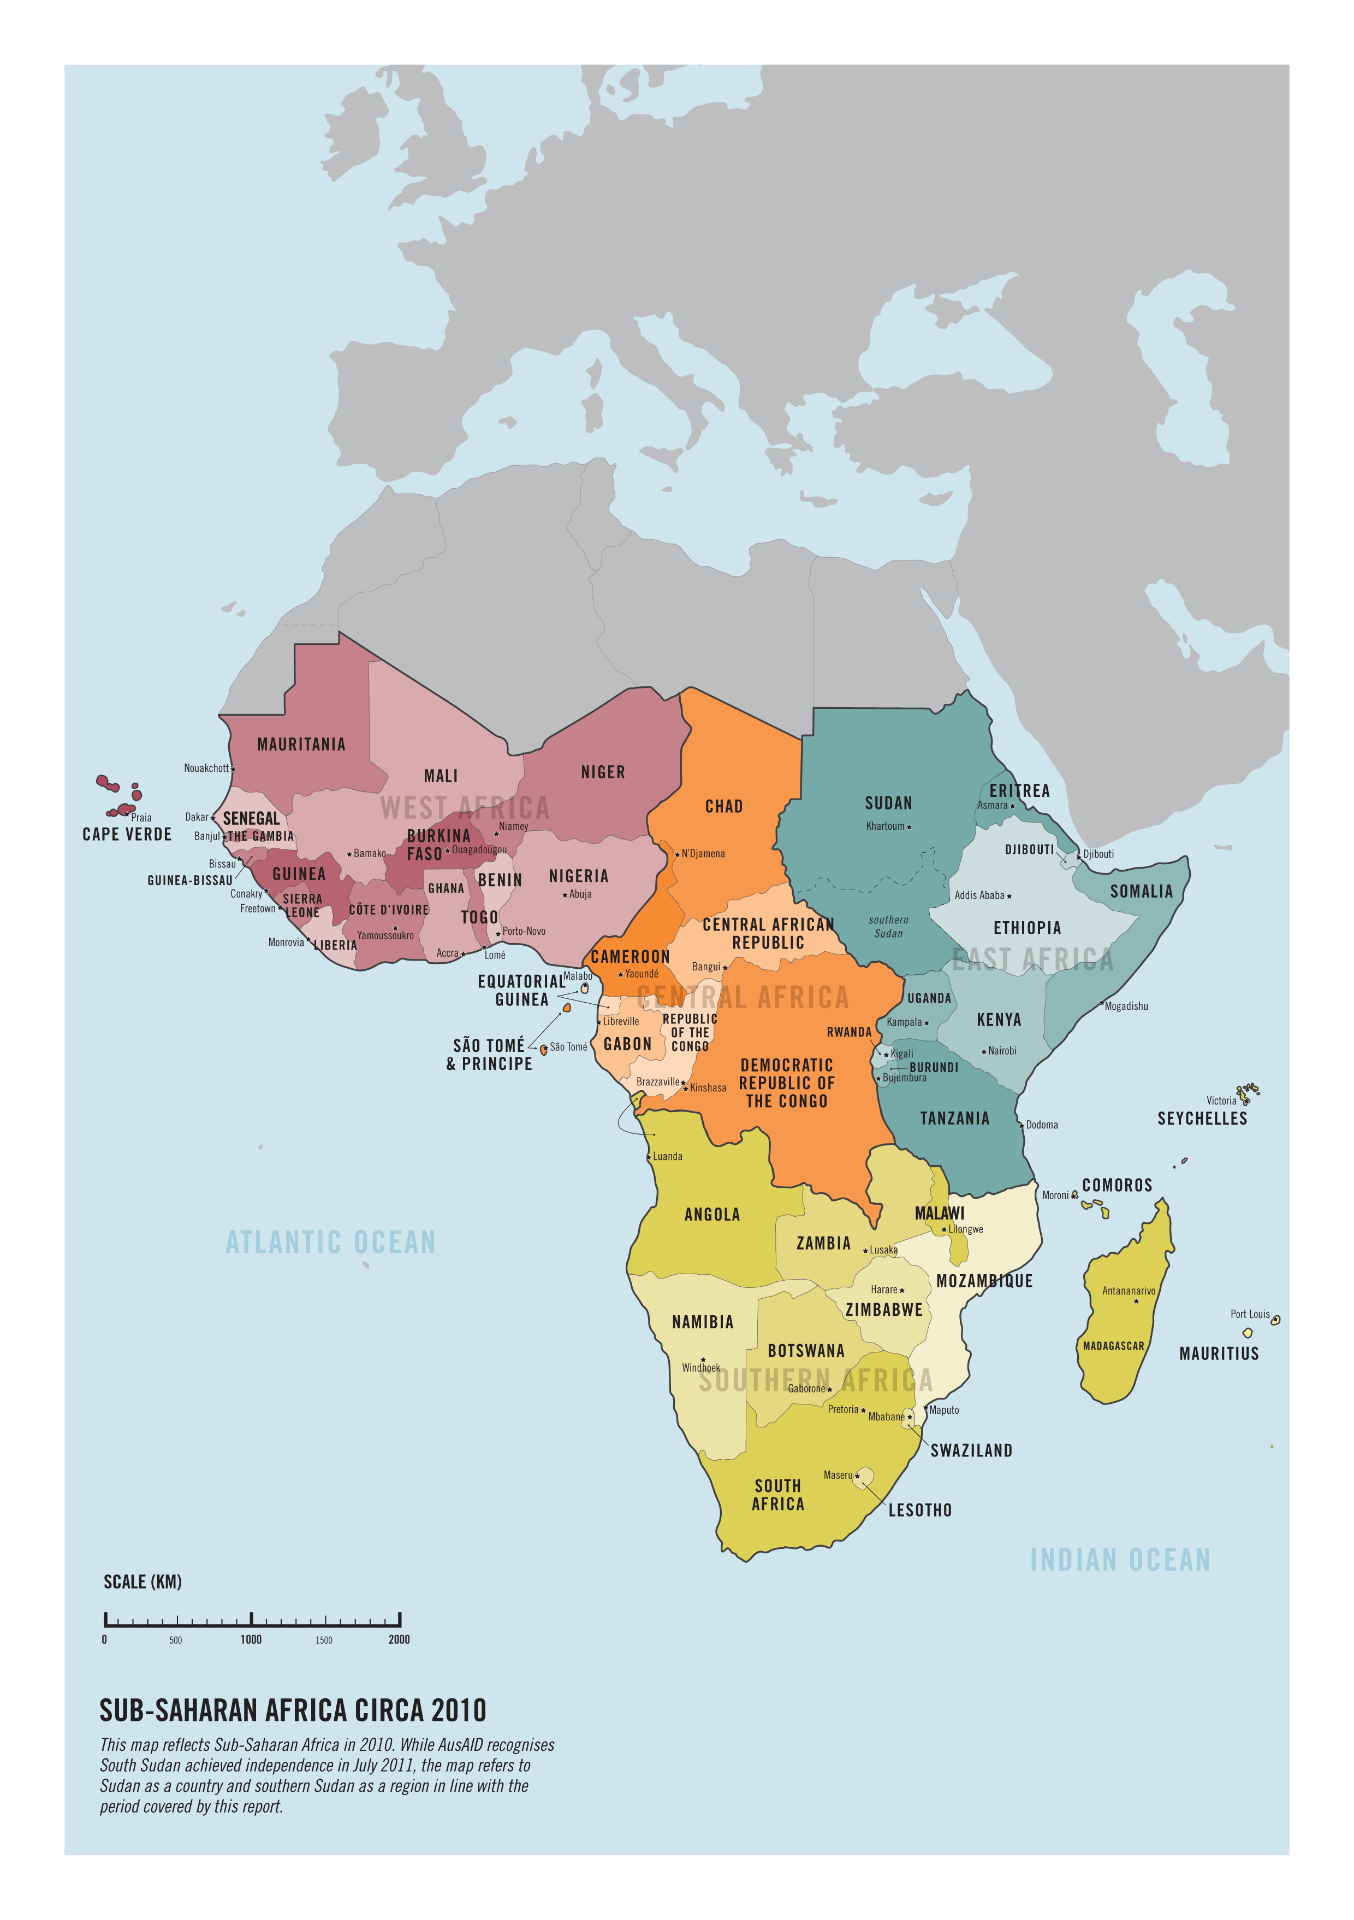 MAURITANIA
Nouakchott
MALI
NIGER
WEST AFRICA
CHAD
SUDAN
ERITREA
Asmara
Khartoum
Praia
CAPE VERDE
Dakar
SENEGAL
Banjul
THE GAMBIA
Niamey
BURKINA
FASO
Ouagadougou
Bamako
N'Djamena
DJIBOUTI
Djibouti
Bissau
GUINEA-BISSAU
GUINEA
Conakry
Freetown
SIERRA
LEONE
CÔTE D'IVOIRE
Yamoussoukro
GHANA
BENIN
TOGO
NIGERIA
Abuja
Porto-Novo
Monrovia
LIBERIA
Accra
Lomé
Addis Ababa
SOMALIA
ETHIOPIA
southern
Sudan
EAST AFRICA
CENTRAL AFRICAN
REPUBLIC
Bangui
CAMEROON
Yaoundé
Malabo
EQUATORIAL
GUINEA
CENTRAL AFRICA
UGANDA
Kampala
KENYA
Nairobi
Mogadishu
Libreville
GABON
REPUBLIC
OF THE
CONGO
SÃO TOMÉ
& PRINCIPE
São Tomé
RWANDA
Kigali
BURUNDI
Bujumbura
DEMOCRATIC
REPUBLIC OF
THE CONGO
Brazzaville
Kinshasa
TANZANIA
Dodoma
Victoria
SEYCHELLES
Luanda
ANGOLA
Moroni
COMOROS
MALAWI
Lilongwe
ZAMBIA
Lusaka
ATLANTIC OCEAN
MOZAMBIQUE
Harare
ZIMBABWE
Antananarivo
MADAGASCAR
Port Louis
MAURITIUS
NAMIBIA
Windhoek
BOTSWANA
SOUTHERN AFRICA
Gaborone
Pretoria
Mbabane
Maputo
SWAZILAND
Maseru
LESOTHO
SOUTH
AFRICA
INDIAN OCEAN
SCALE (KM)
0 500 1000 1500 2000
SUB-SAHARAN AFRICA CIRCA 2010
This map reflects Sub-Saharan Africa in 2010. While AusAID recognises
South Sudan achieved independence in July 2011, the map refers to
Sudan as a country and southern Sudan as a region in line with the
period covered by this report.